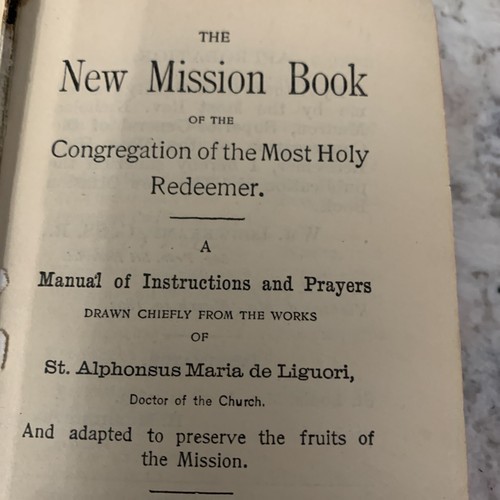 THE
New Mission Book
OF THE
Congregation of the Most Holy
Redeemer.
A
Manual of Instructions and Prayers
DRAWN CHIEFLY FROM THE WORKS
OF
St. Alphonsus Maria de Liguori,
Doctor of the Church.
And adapted to preserve the fruits of
the Mission.